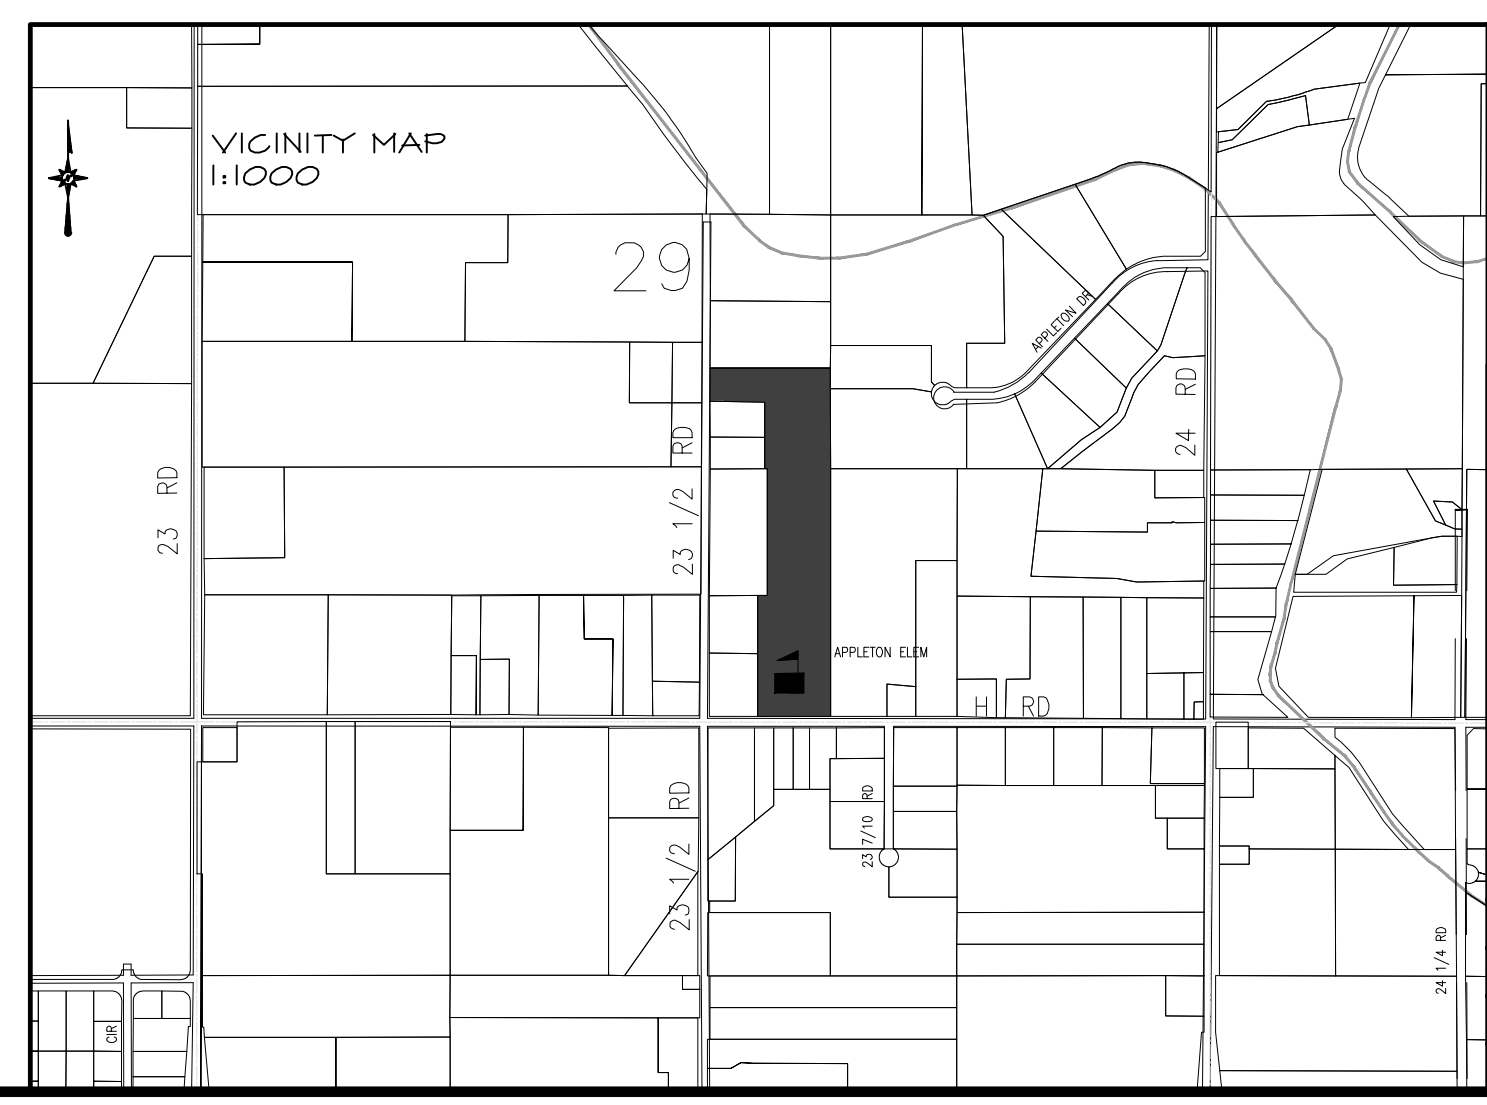 VICINITY MAP
1:1000
29
APPLETON DR
24 RD
23 RD
23 1/2 RD
APPLETON ELEM
H RD
23 1/2 RD
23 7/10 RD
24 1/4 RD
CIR